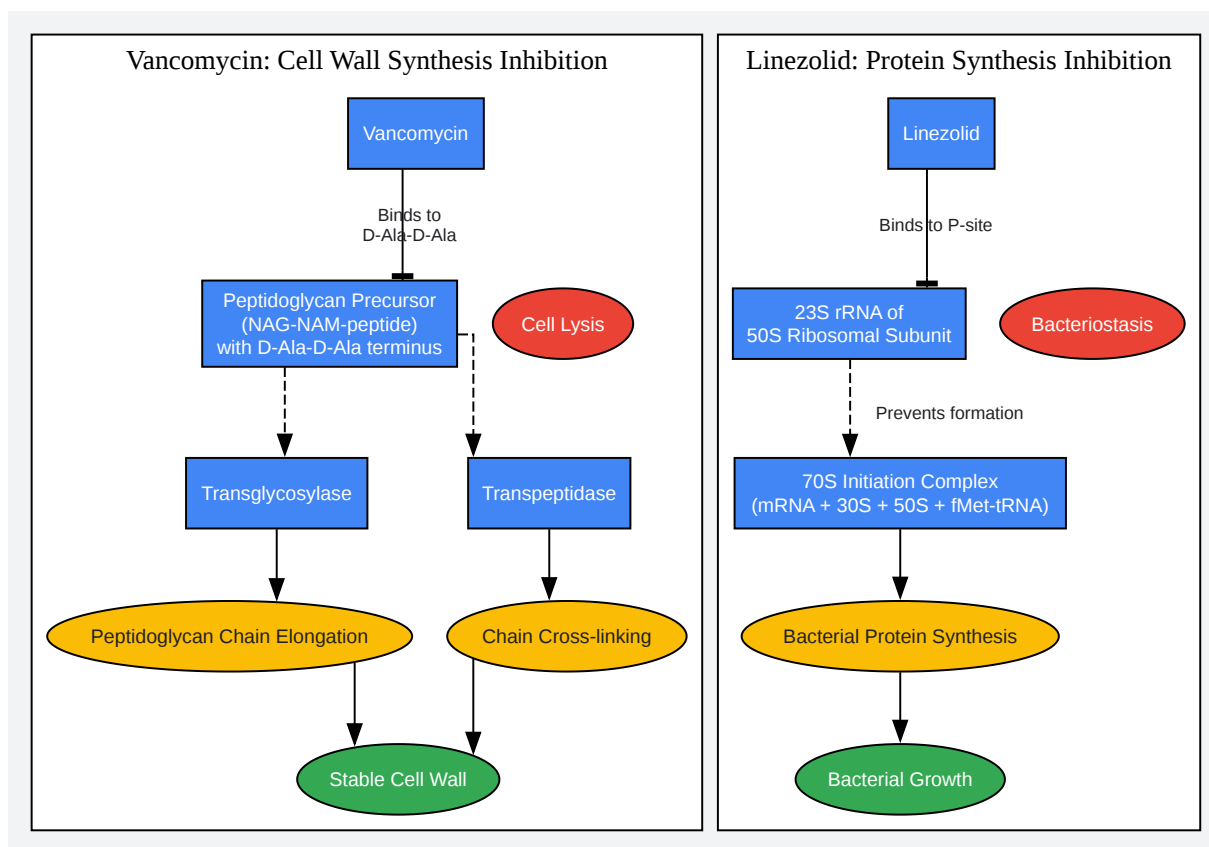 Vancomycin: Cell Wall Synthesis Inhibition
Vancomycin
Binds to
D-Ala-D-Ala
Peptidoglycan Precursor
(NAG-NAM-peptide)
with D-Ala-D-Ala terminus
Cell Lysis
Transglycosylase
Transpeptidase
Peptidoglycan Chain Elongation
Chain Cross-linking
Stable Cell Wall
Linezolid: Protein Synthesis Inhibition
Linezolid
Binds to P-site
23S rRNA of
50S Ribosomal Subunit
Bacteriostasis
Prevents formation
70S Initiation Complex
(mRNA + 30S + 50S + fMet-tRNA)
Bacterial Protein Synthesis
Bacterial Growth